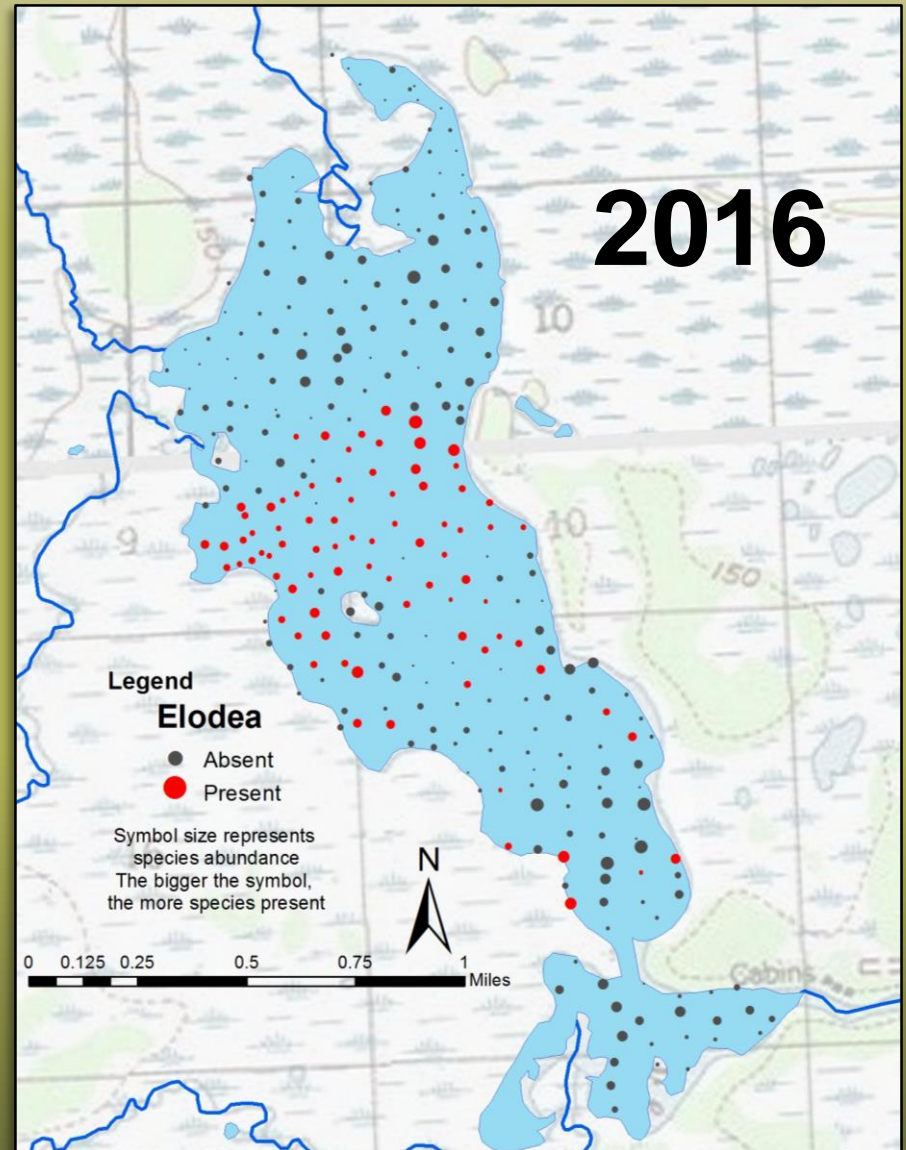 2016
150
10
10
9
150
Legend
Elodea
Absent
Present
Symbol size represents
species abundance
The bigger the symbol,
the more species present
N
0 0.125 0.25 0.5 0.75 1
Miles
Cabins